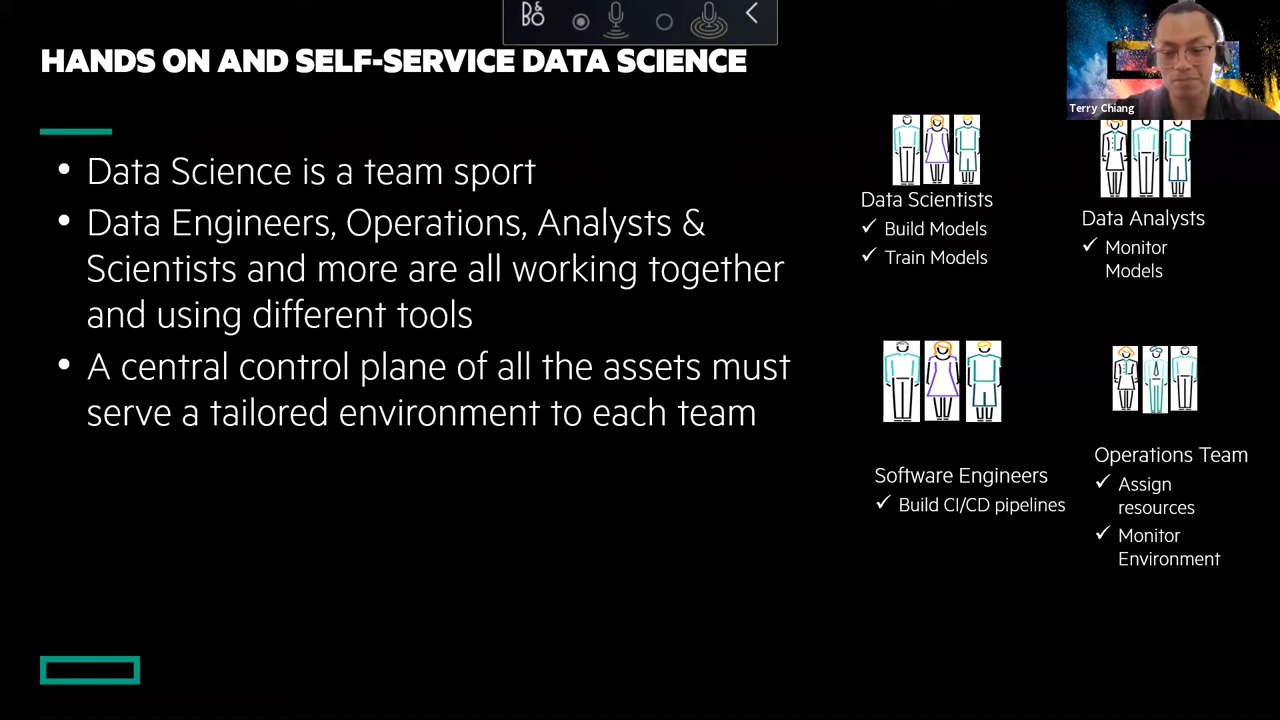 B&O
HANDS ON AND SELF-SERVICE DATA SCIENCE
Terry Chiang
• Data Science is a team sport
• Data Engineers, Operations, Analysts &
Scientists and more are all working together
and using different tools
• A central control plane of all the assets must
serve a tailored environment to each team
Data Scientists
✓ Build Models
✓ Train Models
Data Analysts
✓ Monitor
Models
Software Engineers
✓ Build CI/CD pipelines
Operations Team
✓ Assign
resources
✓ Monitor
Environment